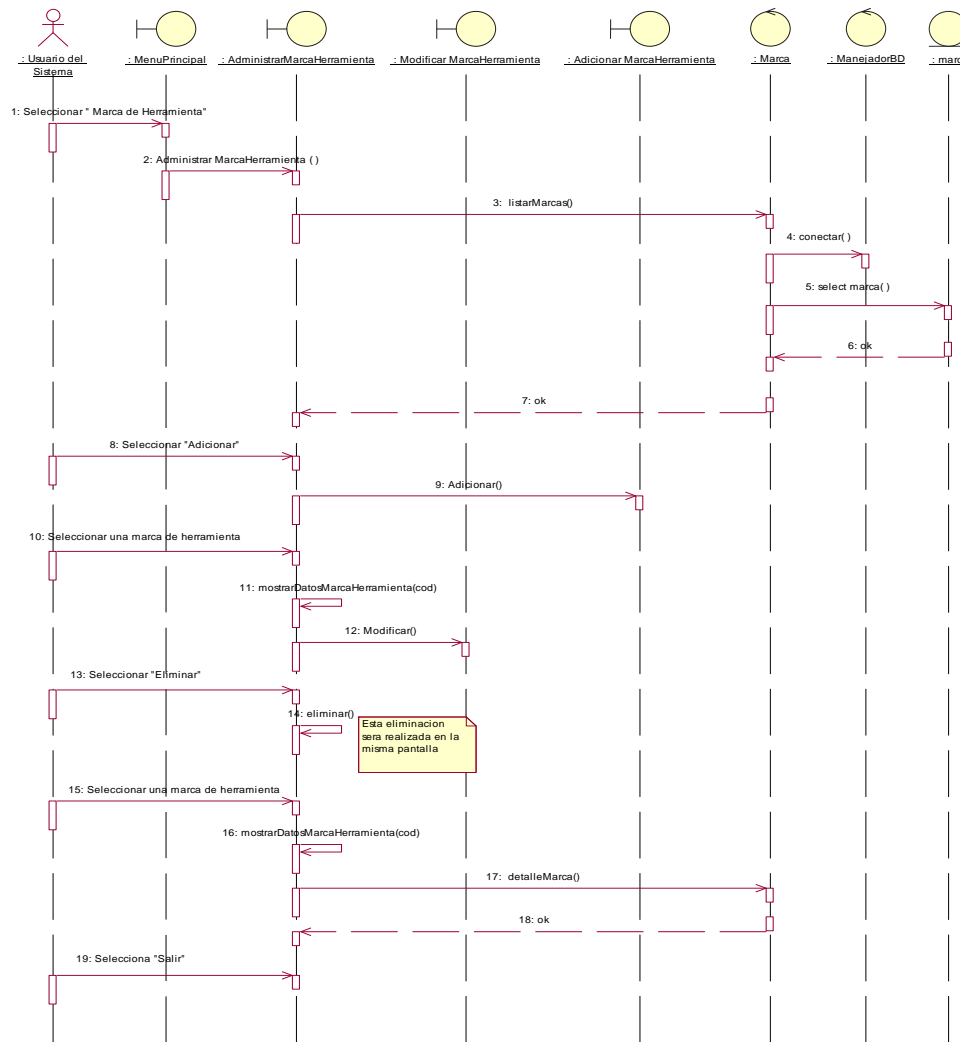 : Usuario del
Sistema
: MenuPrincipal
: AdministrarMarcaHerramienta
: Modificar MarcaHerramienta
: Adicionar MarcaHerramienta
: Marca
: ManejadorBD
: marc
1: Seleccionar " Marca de Herramienta"
2: Administrar MarcaHerramienta ( )
3: listarMarcas()
4: conectar( )
5: select marca( )
6: ok
7: ok
8: Seleccionar "Adicionar"
9: Adicionar()
10: Seleccionar una marca de herramienta
11: mostrarDatosMarcaHerramienta(cod)
12: Modificar()
13: Seleccionar "Eliminar"
14: eliminar()
Esta eliminacion
sera realizada en la
misma pantalla
15: Seleccionar una marca de herramienta
16: mostrarDatosMarcaHerramienta(cod)
17: detalleMarca()
18: ok
19: Selecciona "Salir"